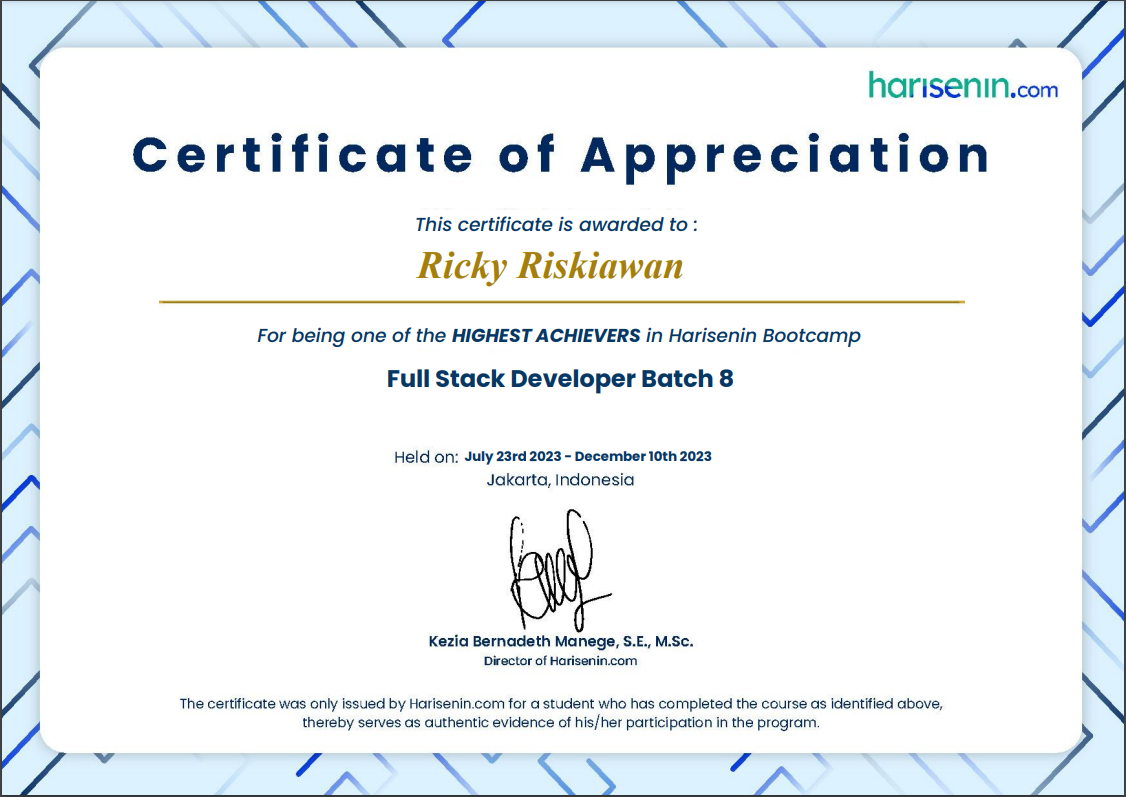 harisenin.com
Certificate of Appreciation
This certificate is awarded to :
Ricky Riskiawan
For being one of the HIGHEST ACHIEVERS in Harisenin Bootcamp
Full Stack Developer Batch 8
Held on: July 23rd 2023 - December 10th 2023
Jakarta, Indonesia
Kezia Bernadeth Manege, S.E., M.Sc.
Director of Harisenin.com
The certificate was only issued by Harisenin.com for a student who has completed the course as identified above,
thereby serves as authentic evidence of his/her participation in the program.